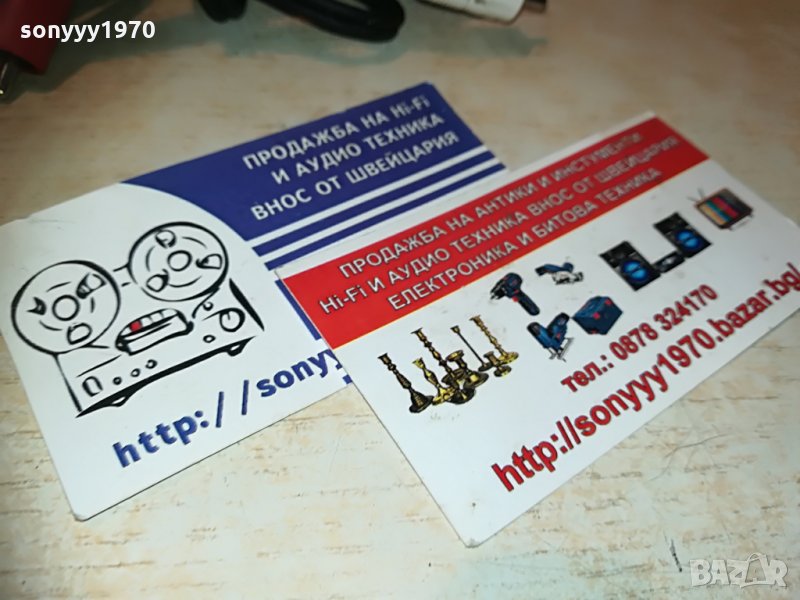 sonyyy1970
ПРОДАЖБА НА Hi-Fi
И АУДИО ТЕХНИКА
ВНОС ОТ ШВЕЙЦАРИЯ
http://sonyy
ПРОДАЖБА НА АНТИКИ И ИНСТУМЕНТИ
Hi-Fi И АУДИО ТЕХНИКА ВНОС ОТ ШВЕЙЦАРИЯ
ЕЛЕКТРОНИКА И БИТОВА ТЕХНИКА
тел.: 0878 324170
http://sonyyy1970.bazar.bg/
BAZAR